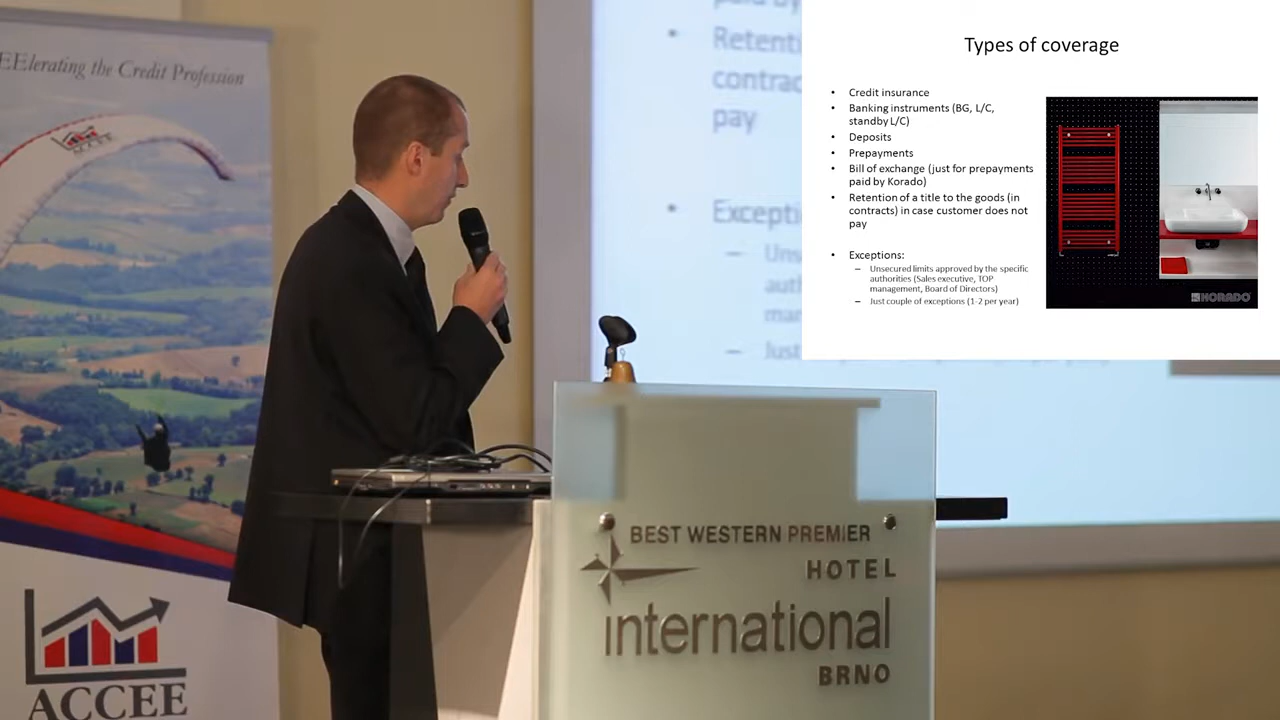 EElerating the Credit Profession
ACCEE
ACCEE
paid by
Retenti
contrac
pay
Excepti
Uns
auth
man
Just
Types of coverage
• Credit insurance
• Banking instruments (BG, L/C,
standby L/C)
• Deposits
• Prepayments
• Bill of exchange (just for prepayments
paid by Korado)
• Retention of a title to the goods (in
contracts) in case customer does not
pay
• Exceptions:
– Unsecured limits approved by the specific
authorities (Sales executive, TOP
management, Board of Directors)
– Just couple of exceptions (1-2 per year)
KORADO
BEST WESTERN PREMIER
HOTEL
international
BRNO